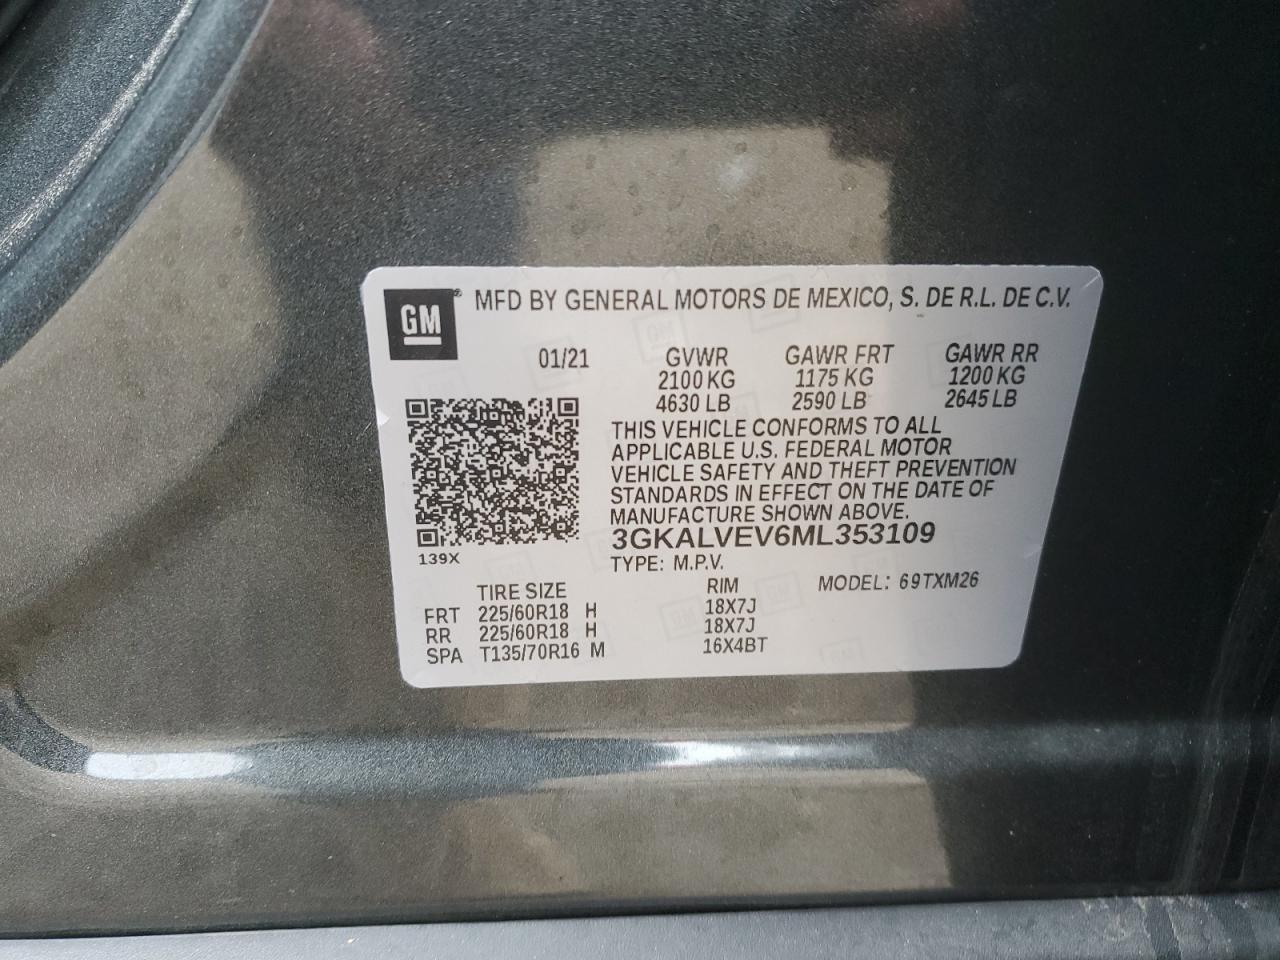 GM ® MFD BY GENERAL MOTORS DE MEXICO, S. DE R.L. DE C.V.
01/21 GVWR GAWR FRT GAWR RR
2100 KG 1175 KG 1200 KG
4630 LB 2590 LB 2645 LB
THIS VEHICLE CONFORMS TO ALL
APPLICABLE U.S. FEDERAL MOTOR
VEHICLE SAFETY AND THEFT PREVENTION
STANDARDS IN EFFECT ON THE DATE OF
MANUFACTURE SHOWN ABOVE.
3GKALVEV6ML353109
139X
TYPE: M.P.V.
TIRE SIZE RIM MODEL: 69TXM26
FRT 225/60R18 H 18X7J
RR 225/60R18 H 18X7J
SPA T135/70R16 M 16X4BT